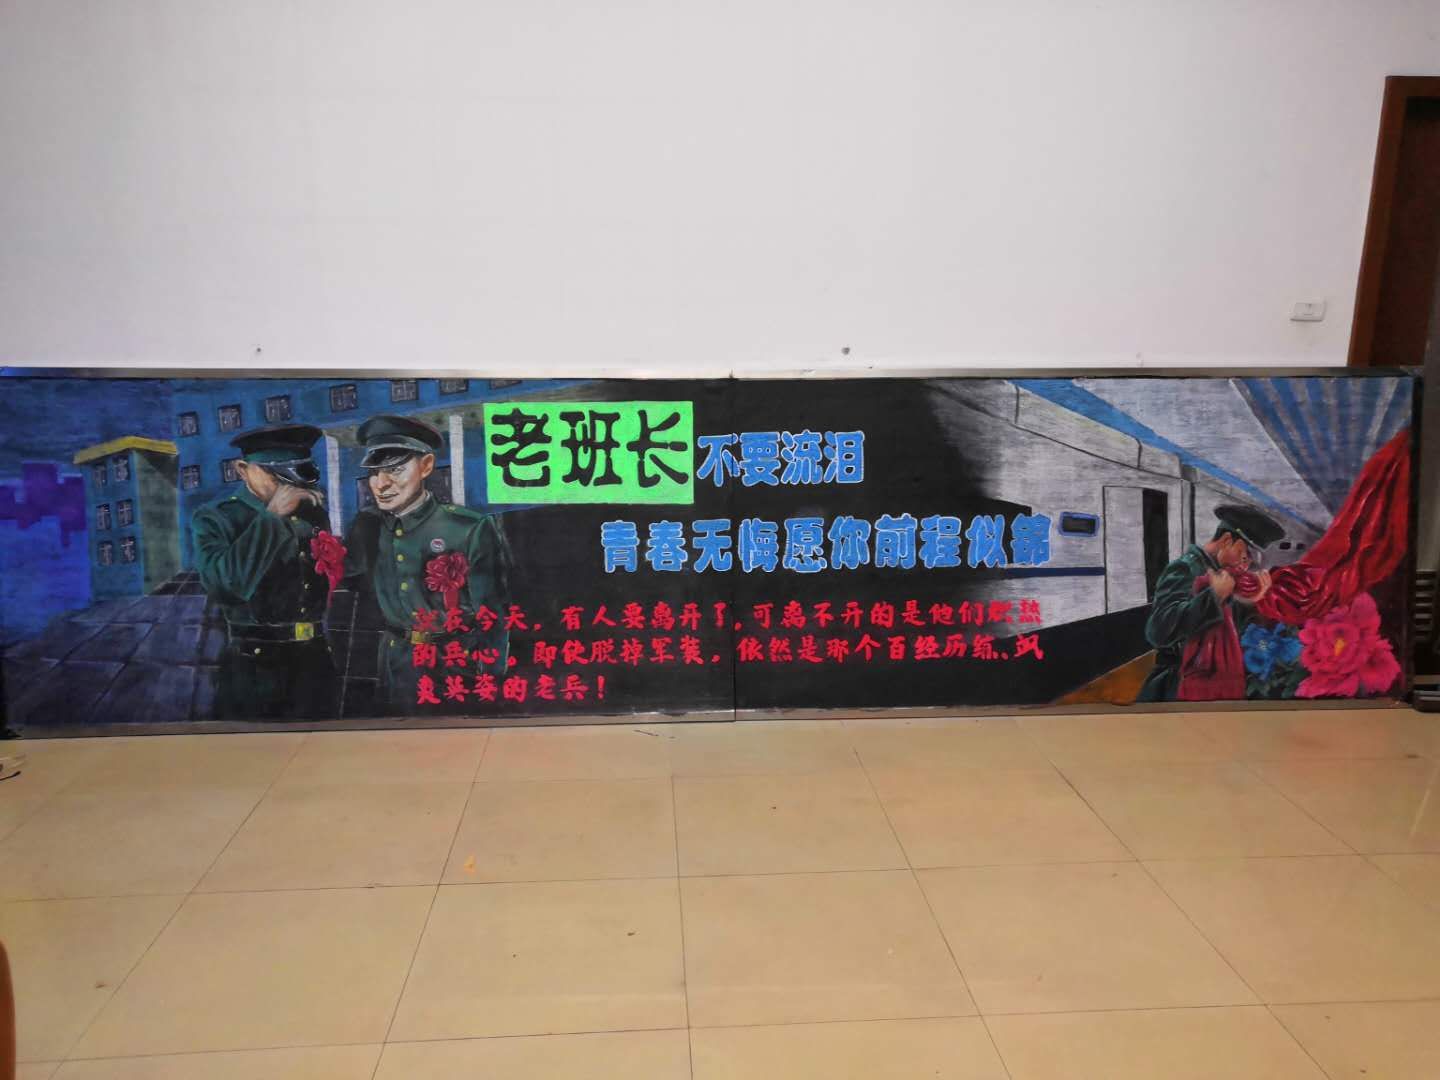 老班长不要流泪
青春无悔愿你前程似锦
在今天，有人要离开了，可离不开的是他们炽热
的兵心。即使脱掉军装，依然是那个百经历练、风
爽英姿的老兵！